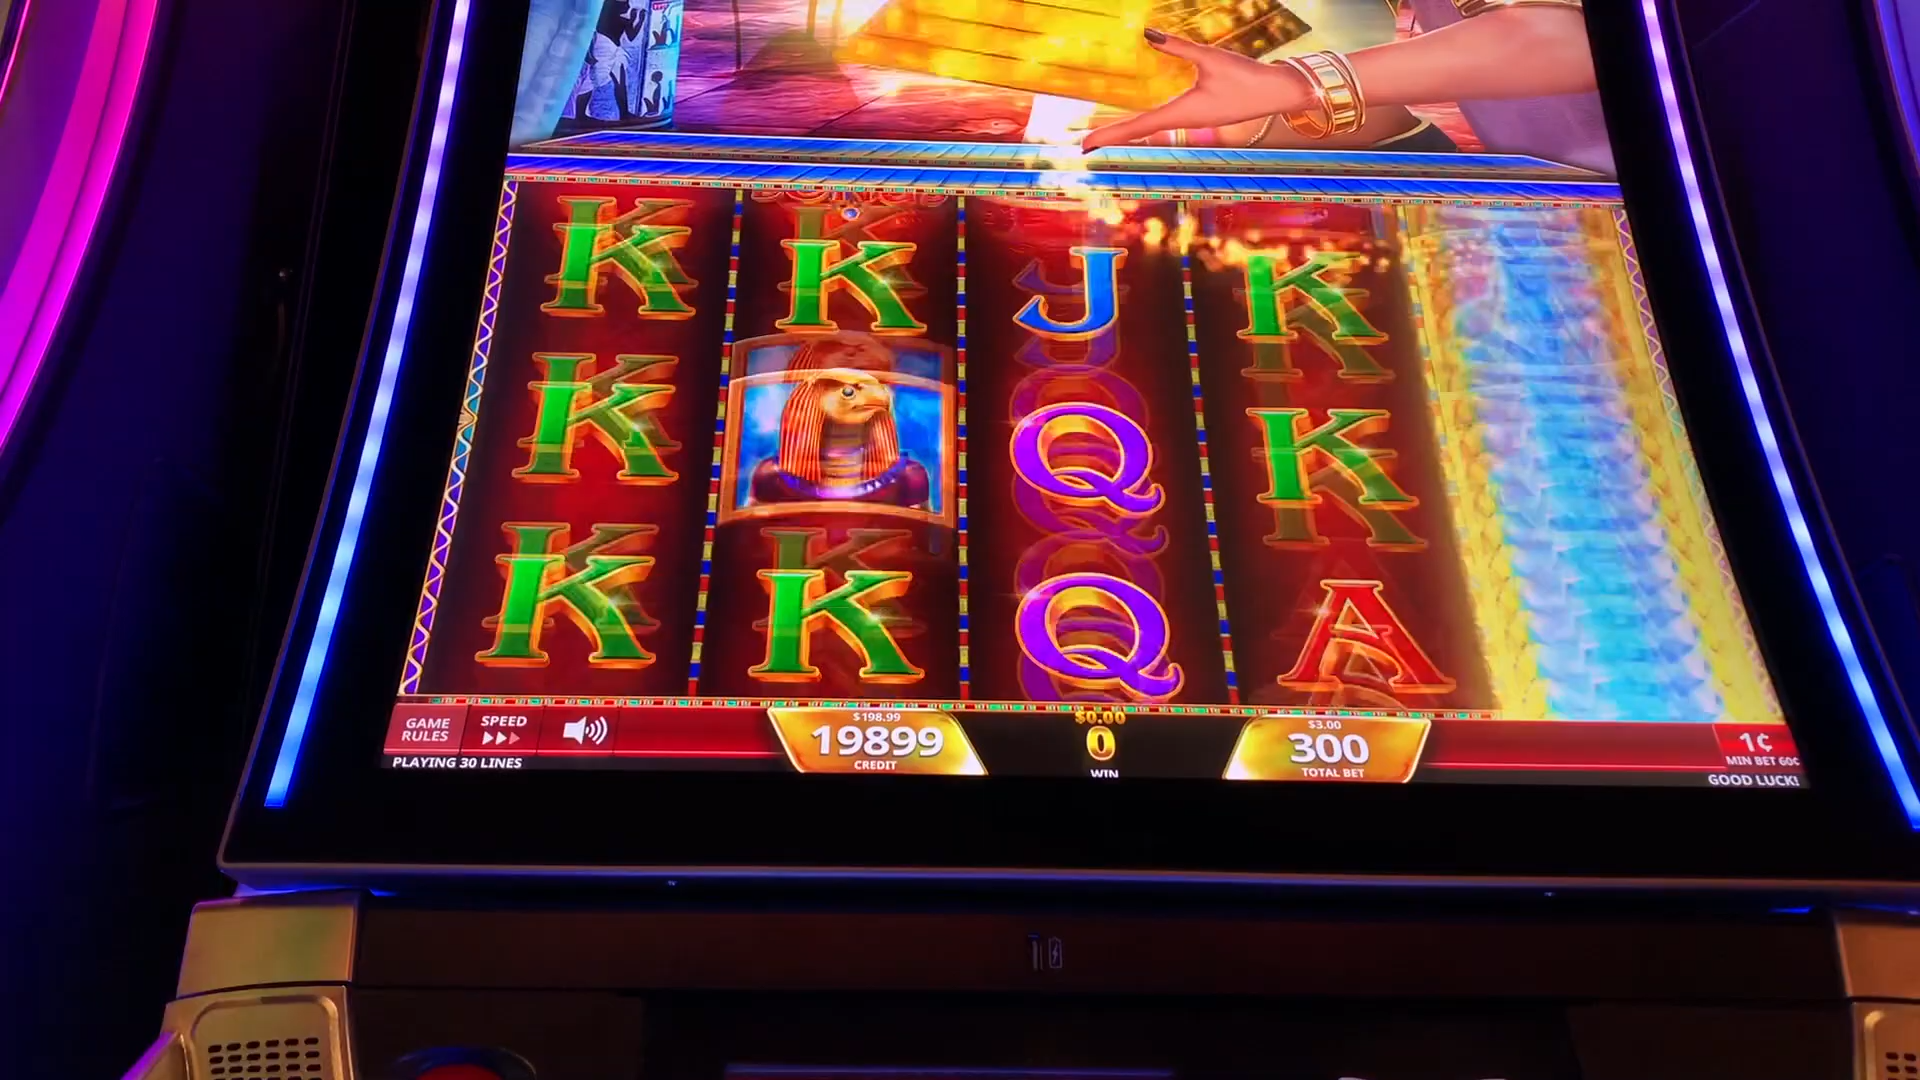 K K J K
K Q K
K K Q A
GAME RULES
SPEED
PLAYING 30 LINES
$198.99
19899
CREDIT
$0.00
0
WIN
$3.00
300
TOTAL BET
1¢
MIN BET 60¢
GOOD LUCK!